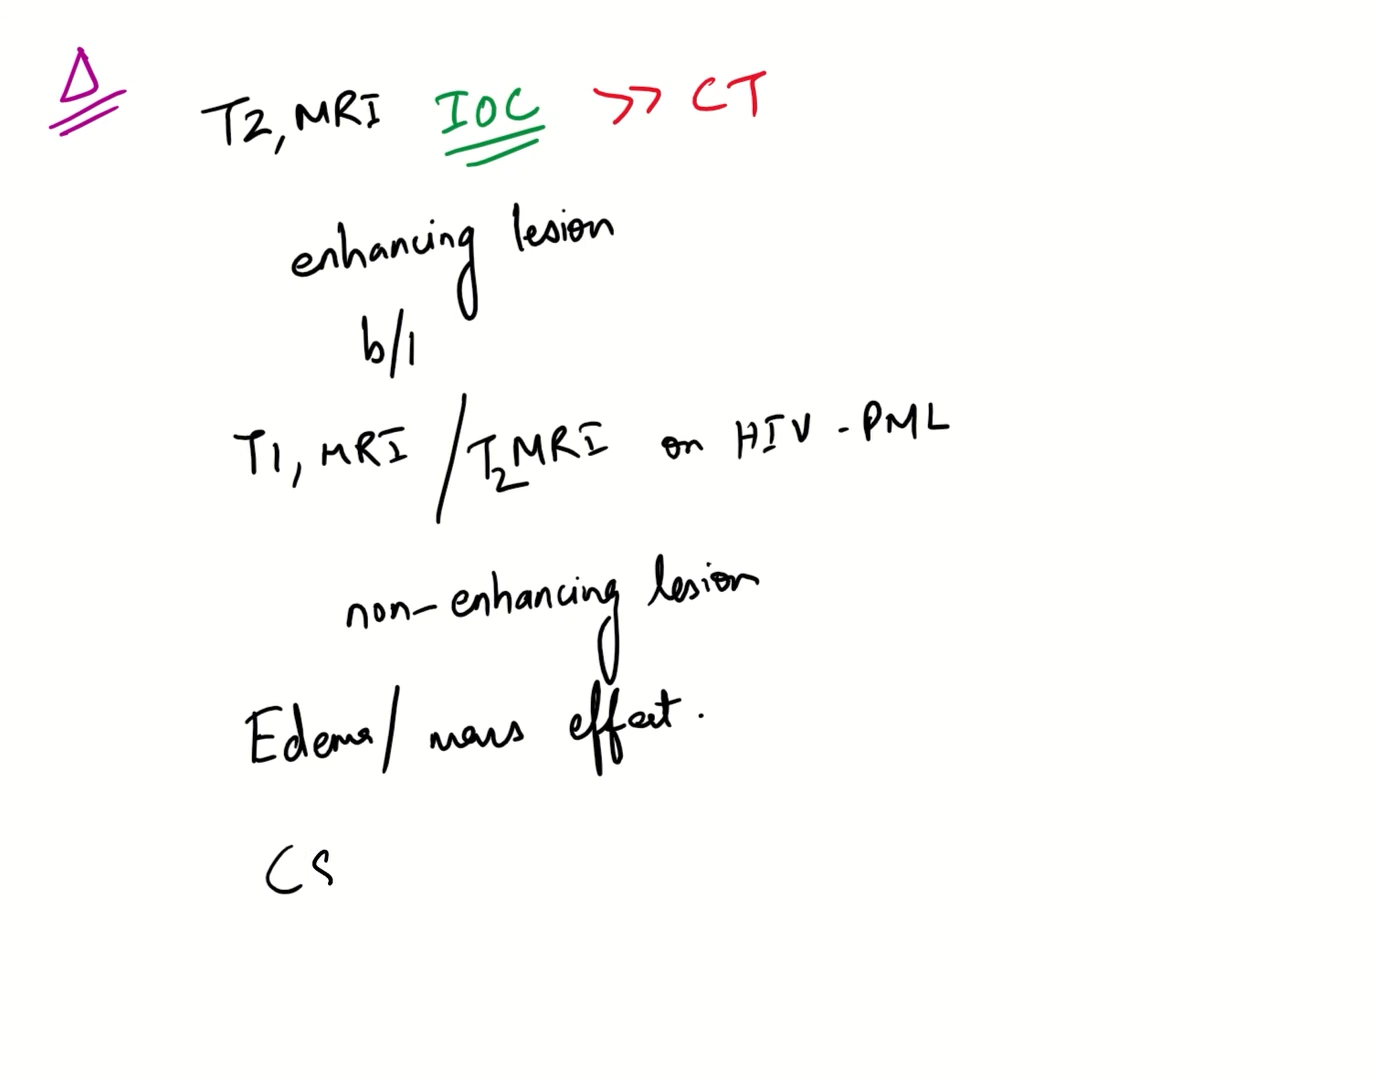 Δ T2, MRI IOC >> CT
enhancing lesion
b/l
T1, MRI / T2 MRI on HIV - PML
non-enhancing lesion
Edema/ mass effect.
CS